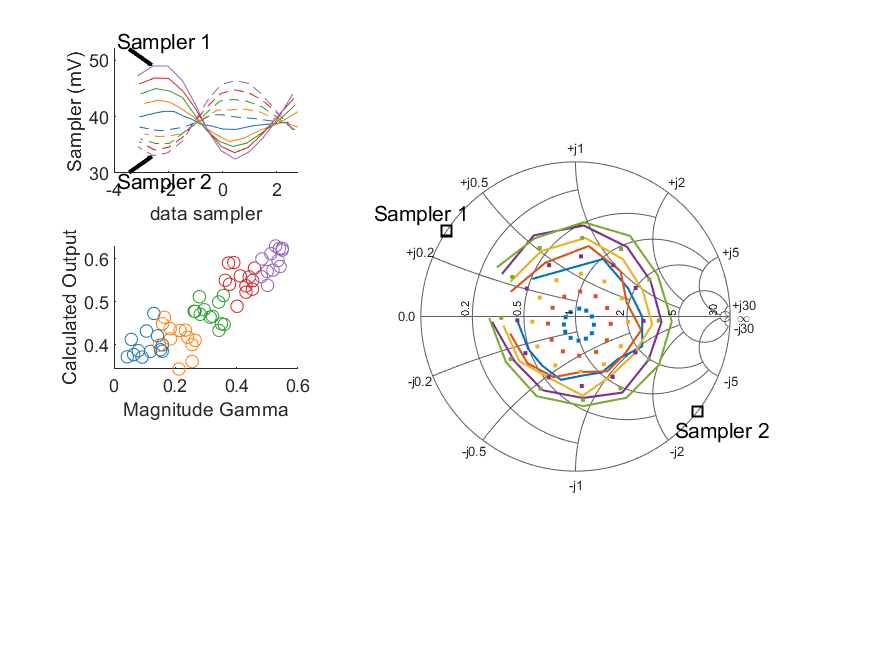 Sampler 1
50
40
30
Sampler (mV)
Sampler 2
-4
-2
0
2
data sampler
0.6
0.5
0.4
Calculated Output
0
0.2
0.4
0.6
Magnitude Gamma
+j1
+j0.5
+j2
Sampler 1
+j0.2
+j5
0.0
0.2
0.5
1
2
5
30
+j30
∞
-j30
-j0.2
-j5
Sampler 2
-j0.5
-j2
-j1